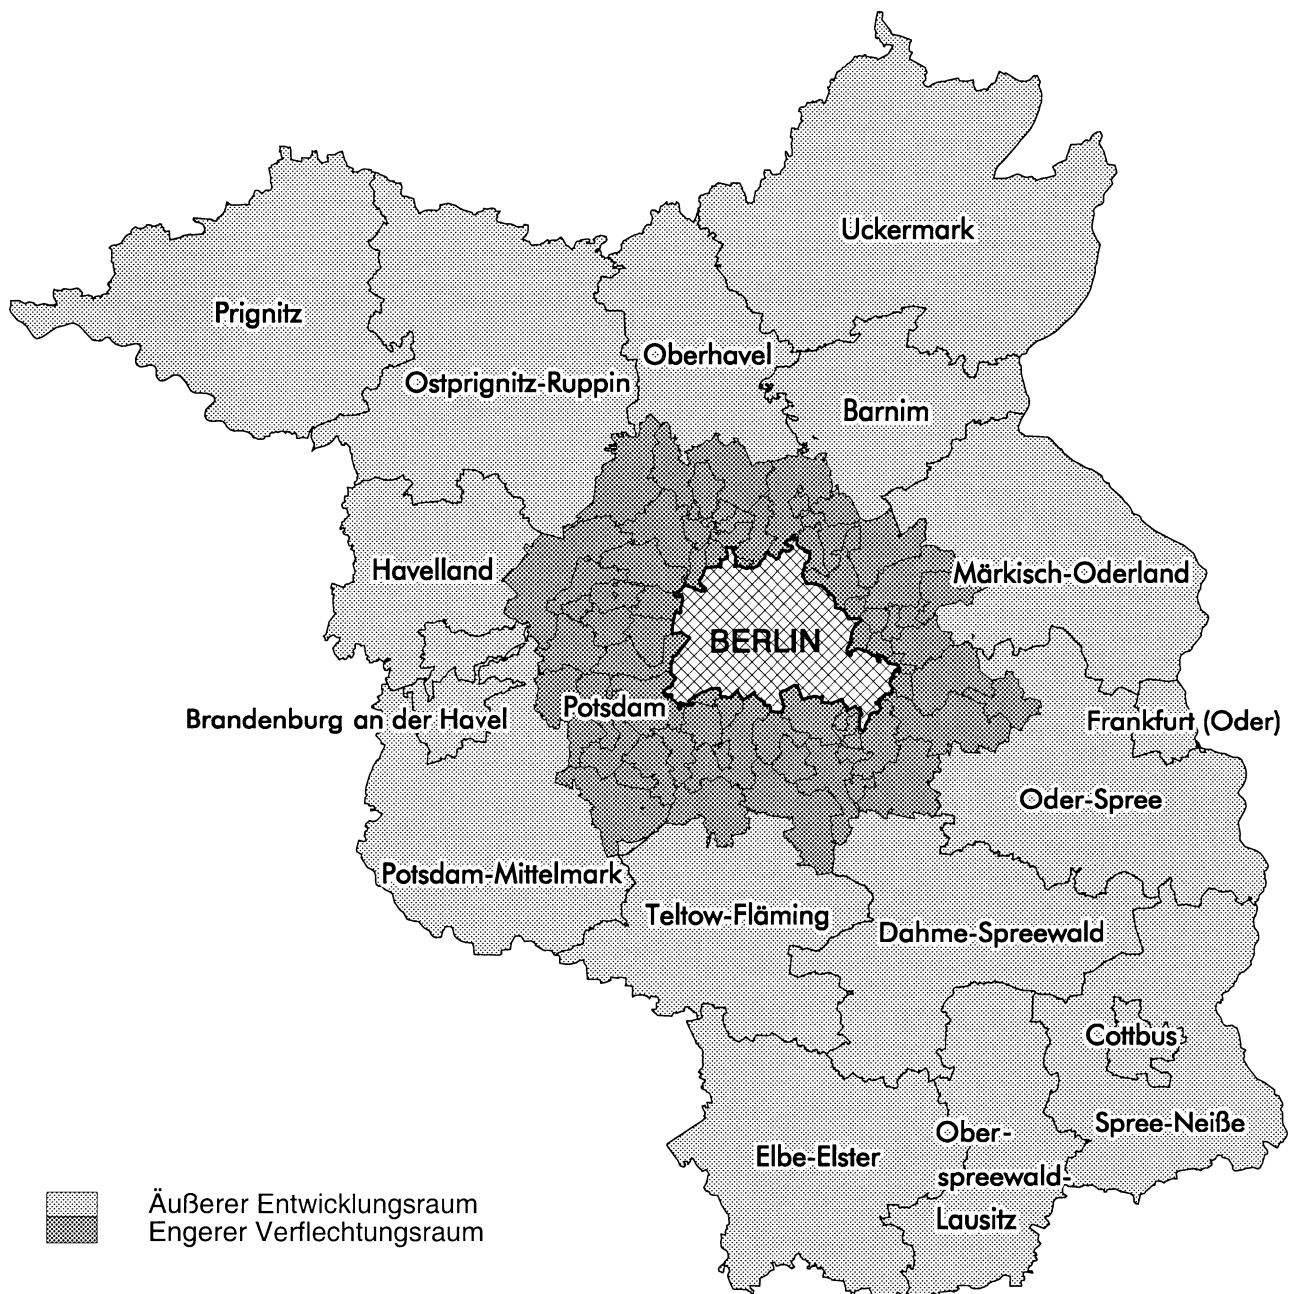 Uckermark
Prignitz
Oberhavel
Ostprignitz-Ruppin
Barnim
Havelland
Märkisch-Oderland
BERLIN
Potsdam
Brandenburg an der Havel
Frankfurt (Oder)
Oder-Spree
Potsdam-Mittelmark
Teltow-Fläming
Dahme-Spreewald
Cottbus
Spree-Neiße
Elbe-Elster
Ober-
spreewald-
Lausitz
Äußerer Entwicklungsraum
Engerer Verflechtungsraum